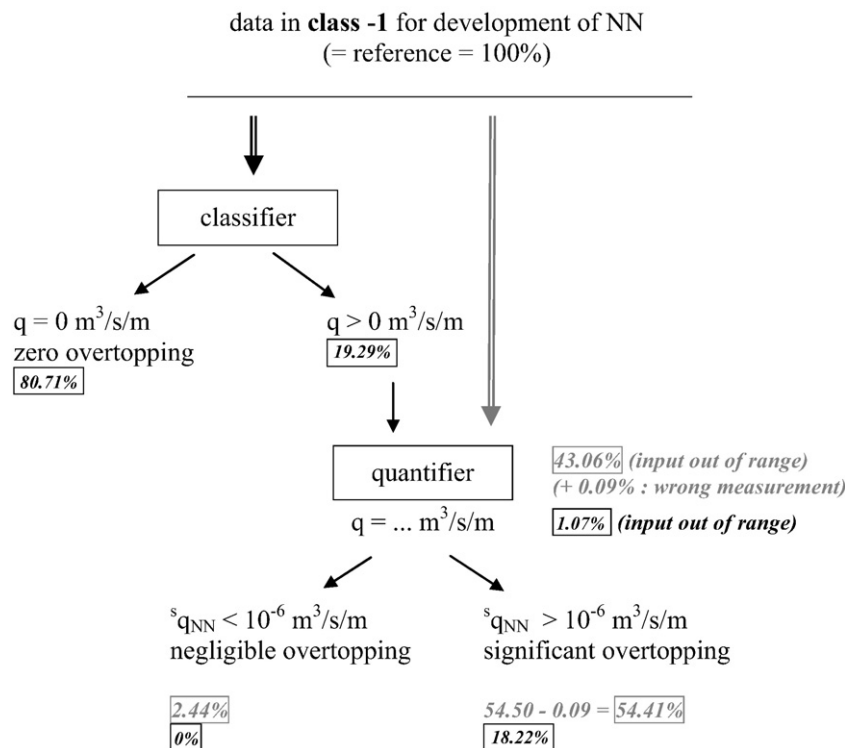 data in class -1 for development of NN
(= reference = 100%)
classifier
q = 0 m³/s/m
zero overtopping
80.71%
q > 0 m³/s/m
19.29%
quantifier
q = ... m³/s/m
43.06% (input out of range)
(+ 0.09% : wrong measurement)
1.07% (input out of range)
ˢqNN < 10⁻⁶ m³/s/m
negligible overtopping
2.44%
0%
ˢqNN > 10⁻⁶ m³/s/m
significant overtopping
54.50 - 0.09 = 54.41%
18.22%